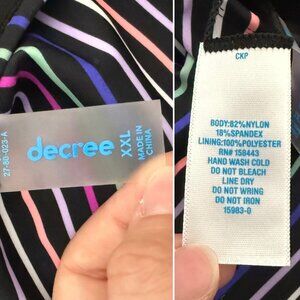 decree
XXL
MADE IN
CHINA
27-80-023-A
CKP
BODY:82%NYLON
18%SPANDEX
LINING:100%POLYESTER
RN# 158443
HAND WASH COLD
DO NOT BLEACH
LINE DRY
DO NOT WRING
DO NOT IRON
15983-0